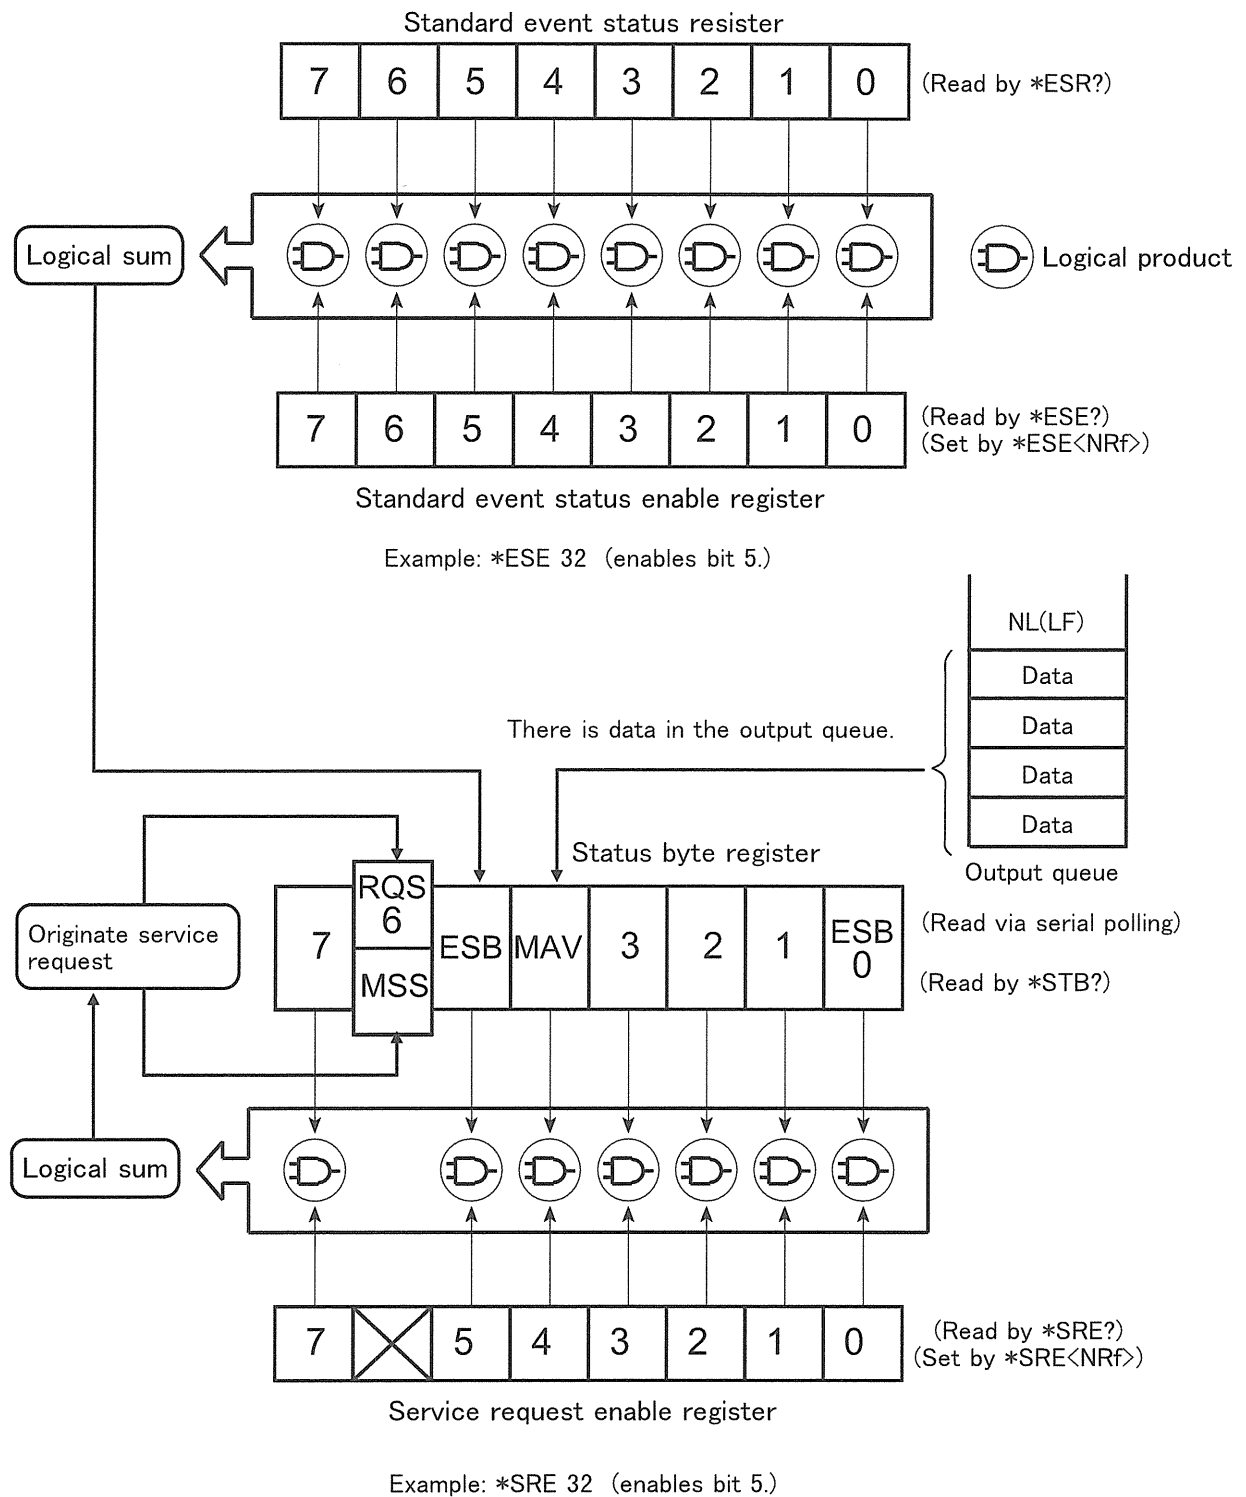 Standard event status resister
7 6 5 4 3 2 1 0 (Read by *ESR?)
Logical sum
Logical product
7 6 5 4 3 2 1 0
(Read by *ESE?)
(Set by *ESE<NRf>)
Standard event status enable register
Example: *ESE 32 (enables bit 5.)
NL(LF)
Data
Data
Data
Data
Output queue
There is data in the output queue.
Status byte register
Originate service
request
7
RQS
6
MSS
ESB
MAV
3
2
1
ESB
0
(Read via serial polling)
(Read by *STB?)
Logical sum
7 5 4 3 2 1 0
(Read by *SRE?)
(Set by *SRE<NRf>)
Service request enable register
Example: *SRE 32 (enables bit 5.)